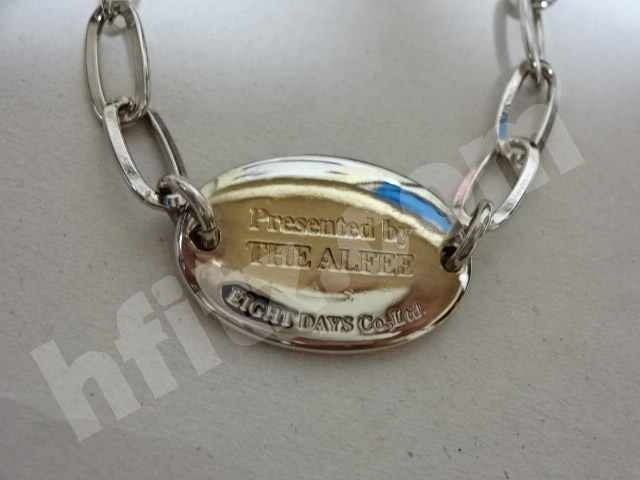 Presented by
THE ALFEE
EIGHT DAYS Co.,Ltd.